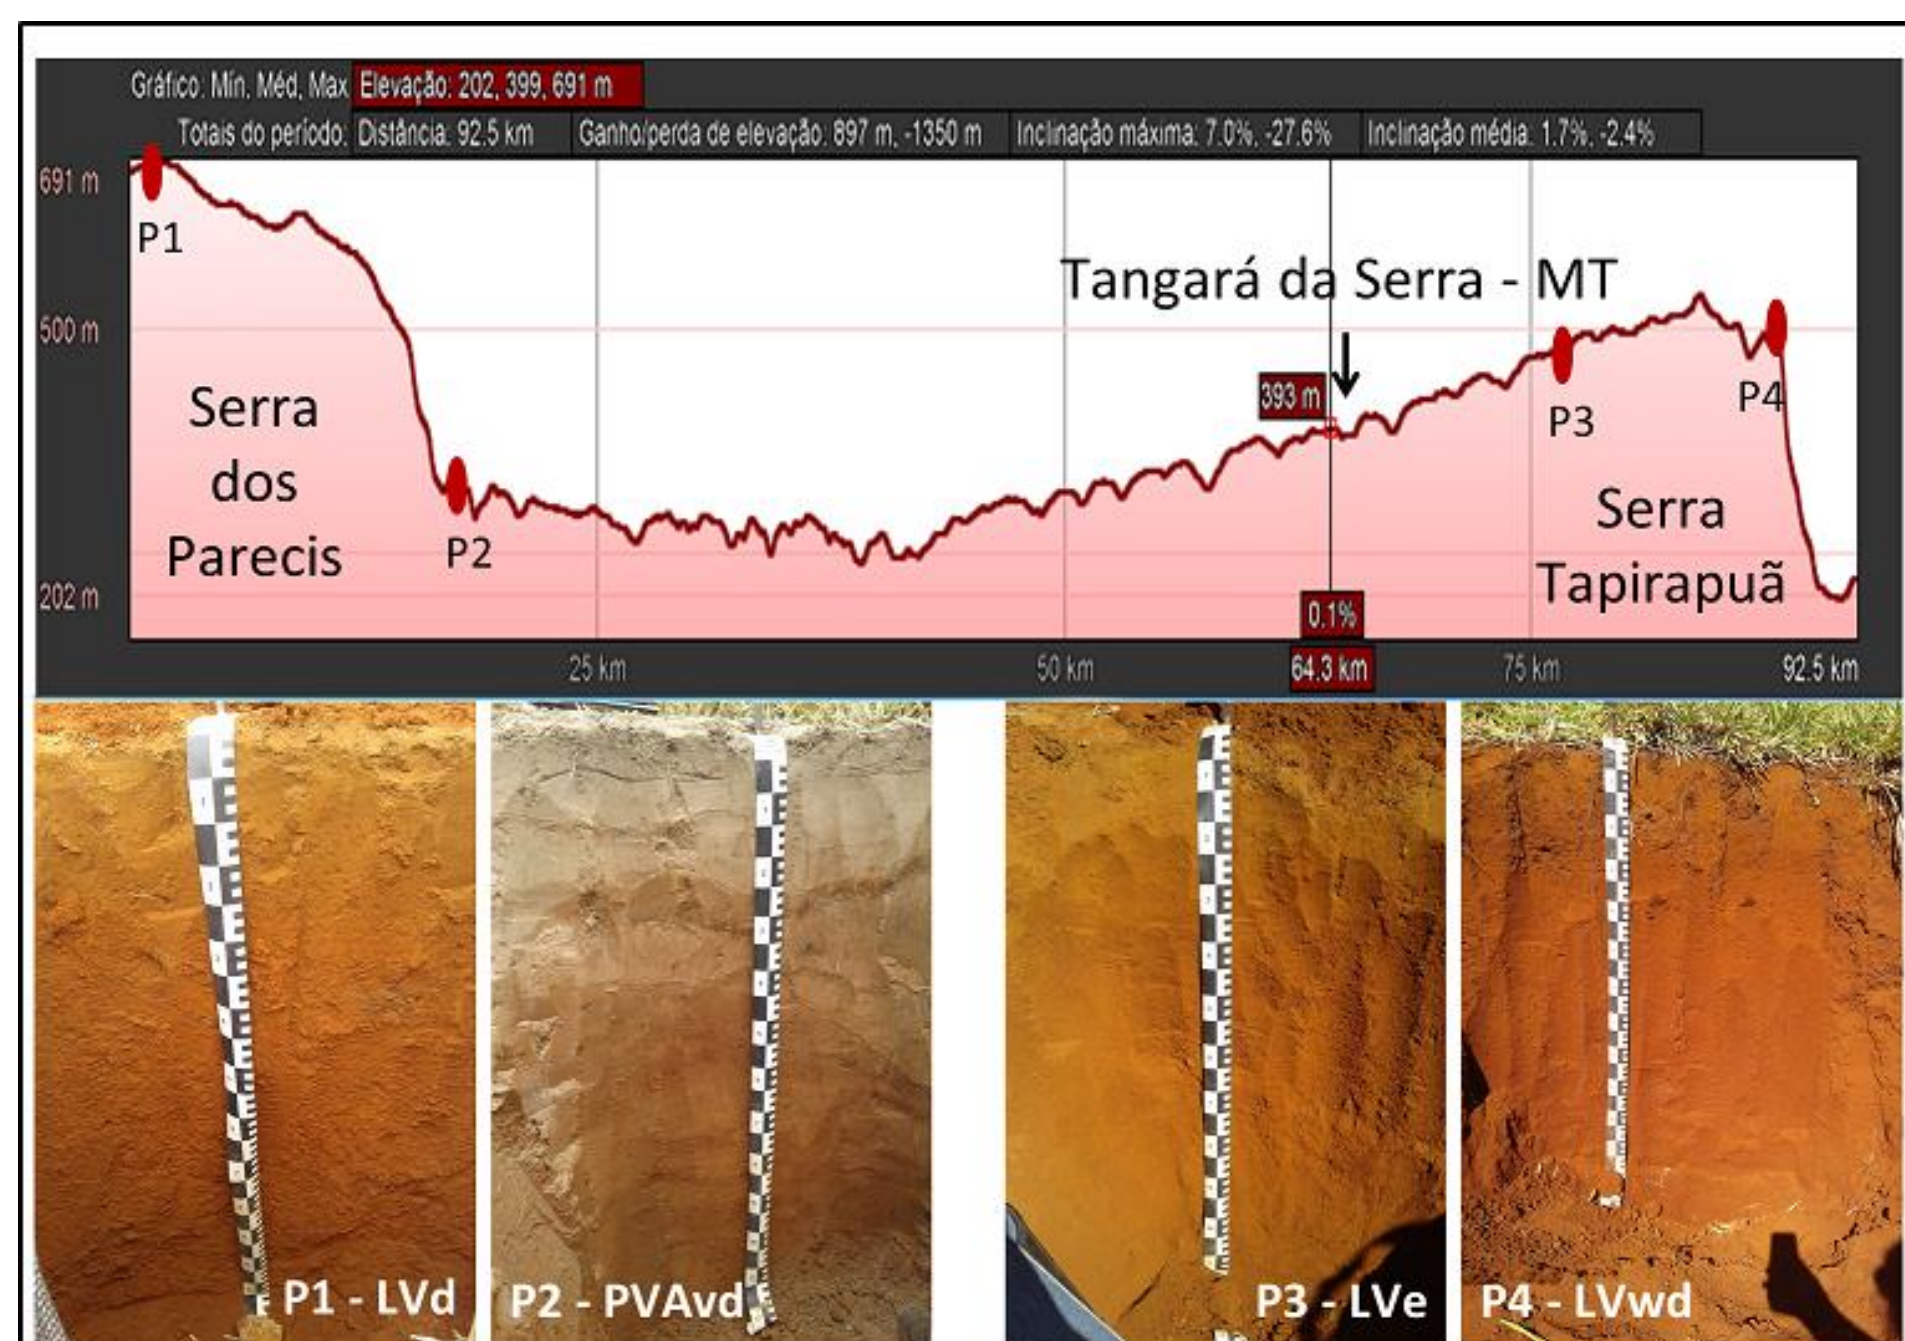 Gráfico: Mín, Méd, Max Elevação: 202, 399, 691 m
Totais do período: Distância: 92.5 km Ganho/perda de elevação: 897 m, -1350 m Inclinação máxima: 7.0%, -27.6% Inclinação média: 1.7%, -2.4%
691 m
P1
Tangará da Serra - MT
500 m
393 m
Serra
dos
Parecis
P2
P3
P4
Serra
Tapirapuã
202 m
0.1%
25 km 50 km 64.3 km 75 km 92.5 km
P1 - LVd P2 - PVAvd P3 - LVe P4 - LVwd